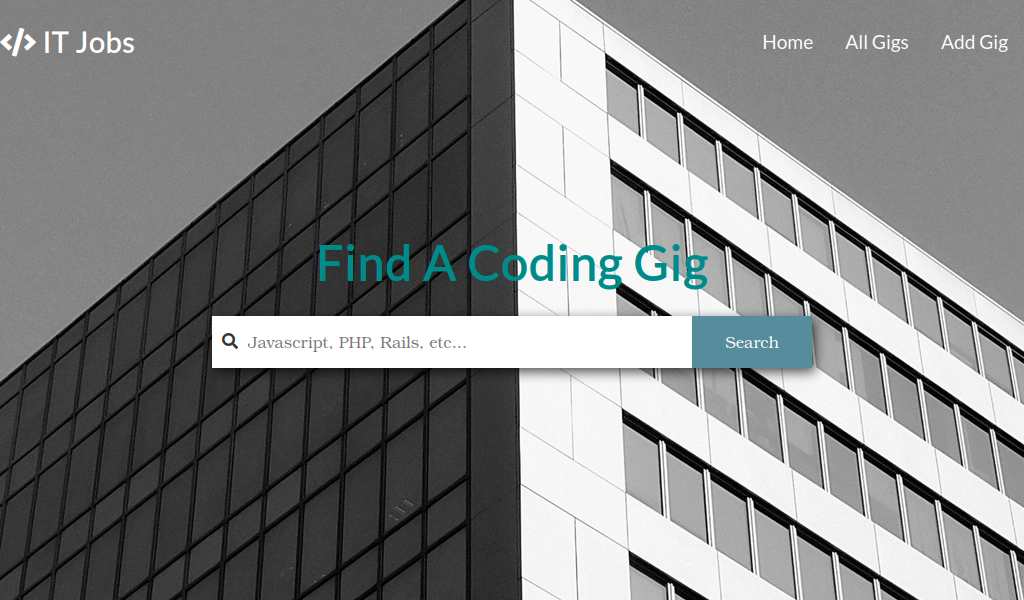 </> IT Jobs
Home All Gigs Add Gig
Find A Coding Gig
Javascript, PHP, Rails, etc...
Search